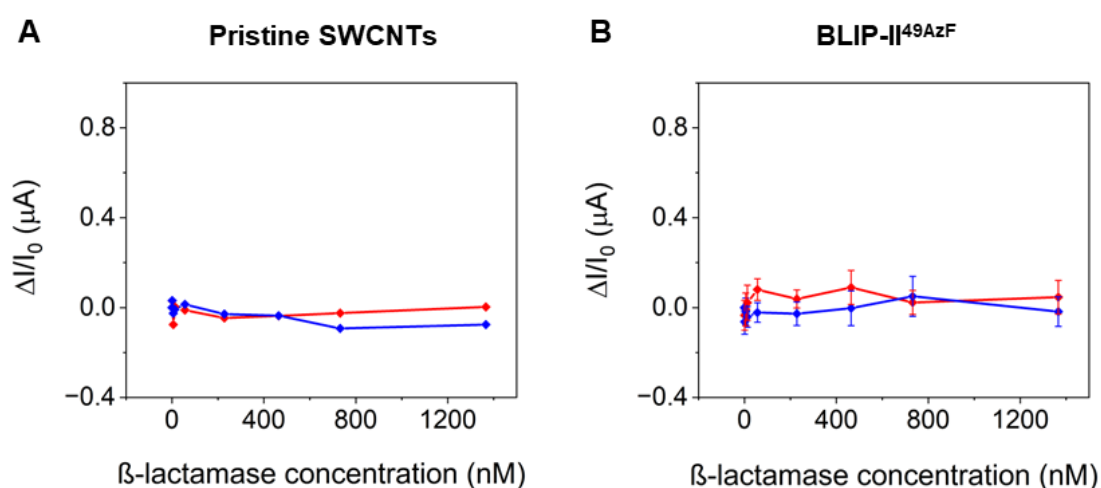 A
Pristine SWCNTs
0.8
0.4
0.0
−0.4
ΔI/I₀ (μA)
0
400
800
1200
ß-lactamase concentration (nM)
B
BLIP-II⁴⁹ᴬᶻᶠ
0.8
0.4
0.0
−0.4
ΔI/I₀ (μA)
0
400
800
1200
ß-lactamase concentration (nM)